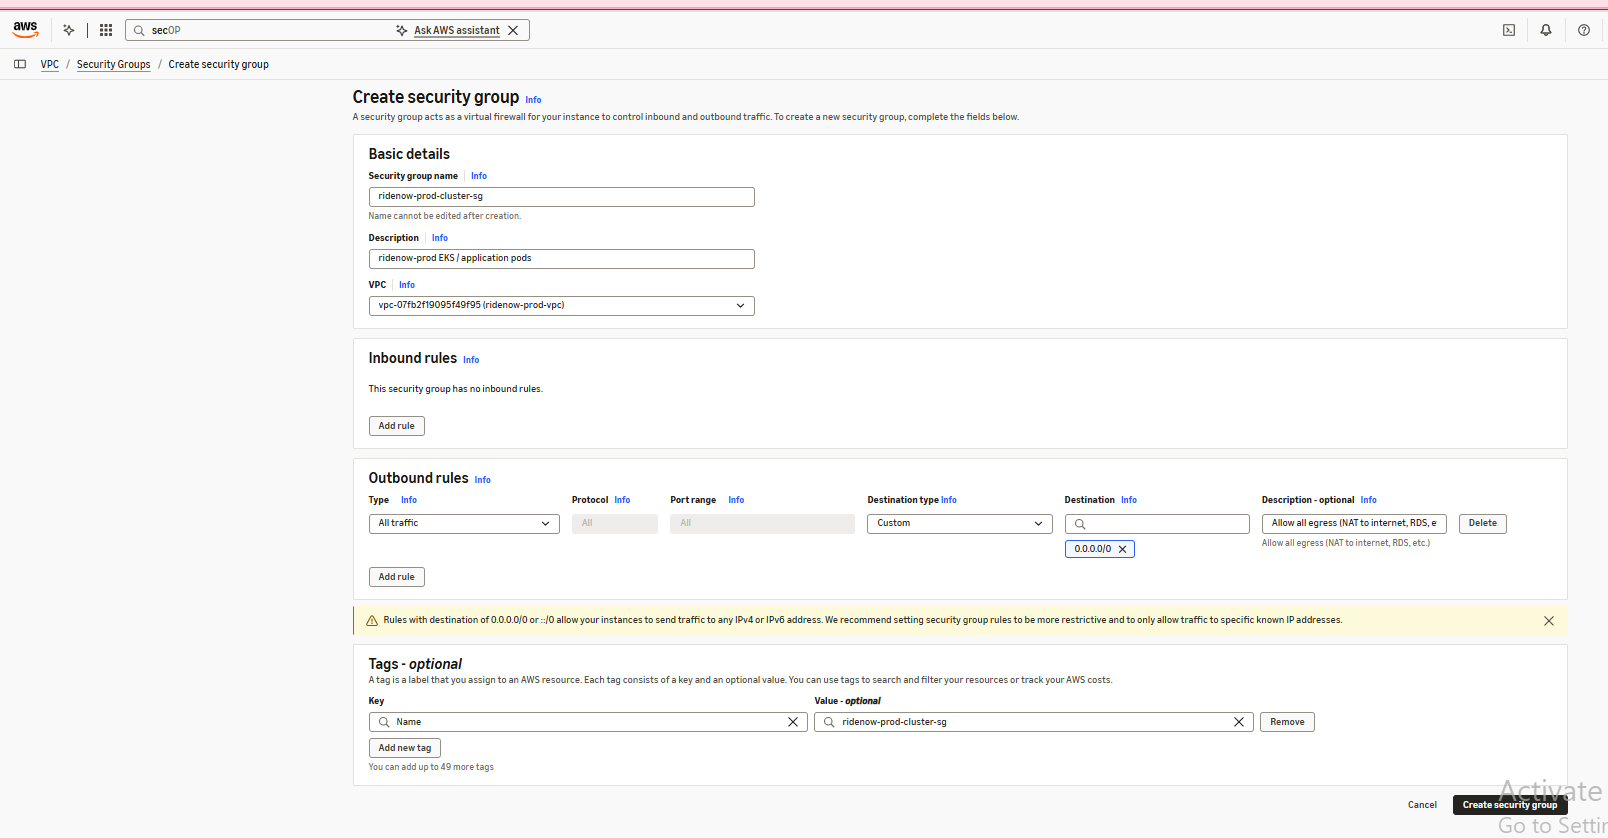 aws
secOP
Ask AWS assistant
VPC / Security Groups / Create security group
Create security group Info
A security group acts as a virtual firewall for your instance to control inbound and outbound traffic. To create a new security group, complete the fields below.
Basic details
Security group name Info
ridenow-prod-cluster-sg
Name cannot be edited after creation.
Description Info
ridenow-prod EKS / application pods
VPC Info
vpc-07fb2f19095f49f95 (ridenow-prod-vpc)
Inbound rules Info
This security group has no inbound rules.
Add rule
Outbound rules Info
Type Info Protocol Info Port range Info Destination type Info Destination Info Description - optional Info
All traffic All All Custom Allow all egress (NAT to internet, RDS, e Delete
0.0.0.0/0 Allow all egress (NAT to internet, RDS, etc.)
Add rule
Rules with destination of 0.0.0.0/0 or ::/0 allow your instances to send traffic to any IPv4 or IPv6 address. We recommend setting security group rules to be more restrictive and to only allow traffic to specific known IP addresses.
Tags - optional
A tag is a label that you assign to an AWS resource. Each tag consists of a key and an optional value. You can use tags to search and filter your resources or track your AWS costs.
Key Value - optional
Name ridenow-prod-cluster-sg Remove
Add new tag
You can add up to 49 more tags
Activate
Cancel Create security group
Go to Settin